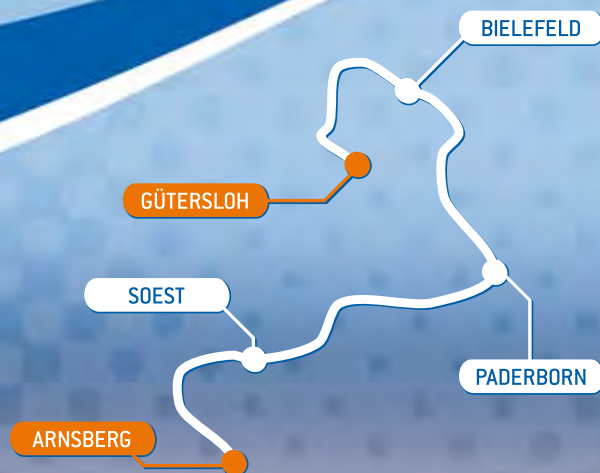 BIELEFELD
GÜTERSLOH
SOEST
PADERBORN
ARNSBERG